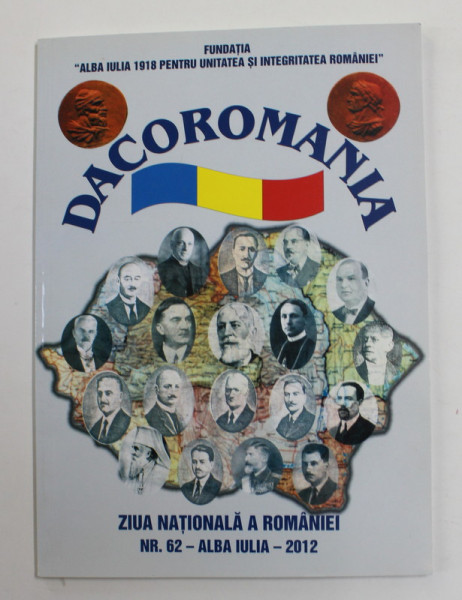 FUNDAȚIA
"ALBA IULIA 1918 PENTRU UNITATEA ȘI INTEGRITATEA ROMÂNIEI"
DACOROMANIA
ZIUA NAȚIONALĂ A ROMÂNIEI
NR. 62 – ALBA IULIA – 2012